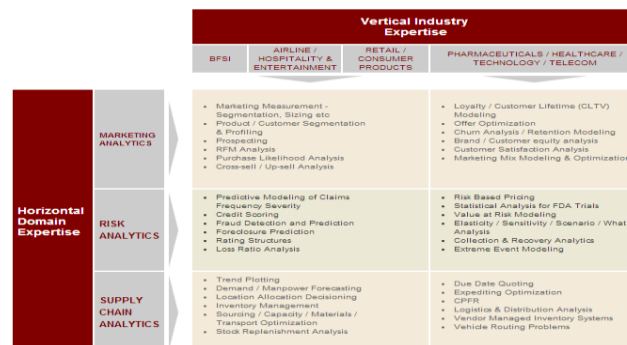 Vertical Industry
Expertise
BFSI
AIRLINE /
HOSPITALITY &
ENTERTAINMENT
RETAIL /
CONSUMER
PRODUCTS
PHARMACEUTICALS / HEALTHCARE /
TECHNOLOGY / TELECOM
Horizontal
Domain
Expertise
MARKETING
ANALYTICS
• Marketing Measurement -
Segmentation, Sizing etc
• Product / Customer Segmentation
& Profiling
• Prospecting
• RFM Analysis
• Purchase Likelihood Analysis
• Cross-sell / Up-sell Analysis
• Loyalty / Customer Lifetime (CLTV)
Modeling
• Offer Optimization
• Churn Analysis / Retention Modeling
• Brand / Customer equity analysis
• Customer Satisfaction Analysis
• Marketing Mix Modeling & Optimization
RISK
ANALYTICS
• Predictive Modeling of Claims
Frequency Severity
• Credit Scoring
• Fraud Detection and Prediction
• Foreclosure Prediction
• Rating Structures
• Loss Ratio Analysis
• Risk Based Pricing
• Statistical Analysis for FDA Trials
• Value at Risk Modeling
• Elasticity / Sensitivity / Scenario / What
Analysis
• Collection & Recovery Analytics
• Extreme Event Modeling
SUPPLY
CHAIN
ANALYTICS
• Trend Plotting
• Demand / Manpower Forecasting
• Location Allocation Decisioning
• Inventory Management
• Sourcing / Capacity / Materials /
Transport Optimization
• Stock Replenishment Analysis
• Due Date Quoting
• Expediting Optimization
• CPFR
• Logistics & Distribution Analysis
• Vendor Managed Inventory Systems
• Vehicle Routing Problems